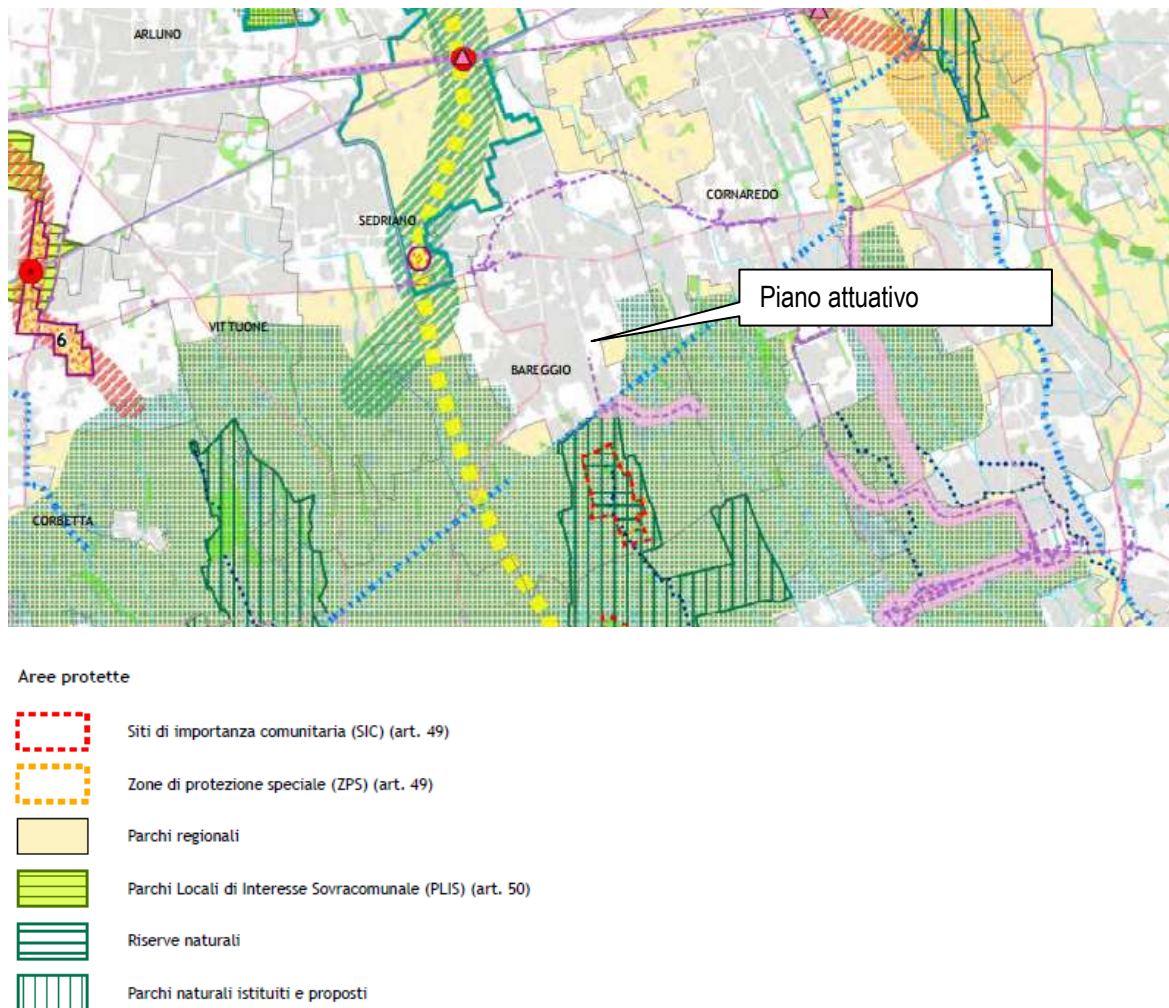 ARLUNO
CORNAREDO
SEDRIANO
Piano attuativo
VITTUONE
6
BAREGGIO
CORBETTA
Aree protette
Siti di importanza comunitaria (SIC) (art. 49)
Zone di protezione speciale (ZPS) (art. 49)
Parchi regionali
Parchi Locali di Interesse Sovracomunale (PLIS) (art. 50)
Riserve naturali
Parchi naturali istituiti e proposti